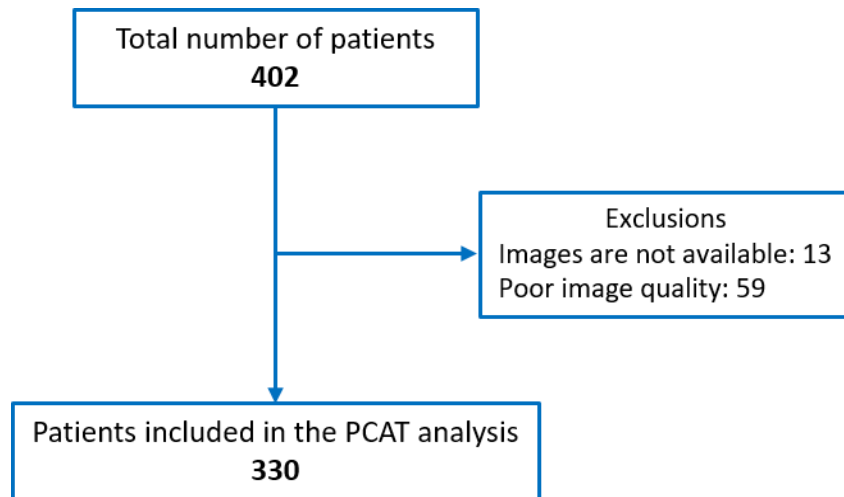 Total number of patients
402
Exclusions
Images are not available: 13
Poor image quality: 59
Patients included in the PCAT analysis
330